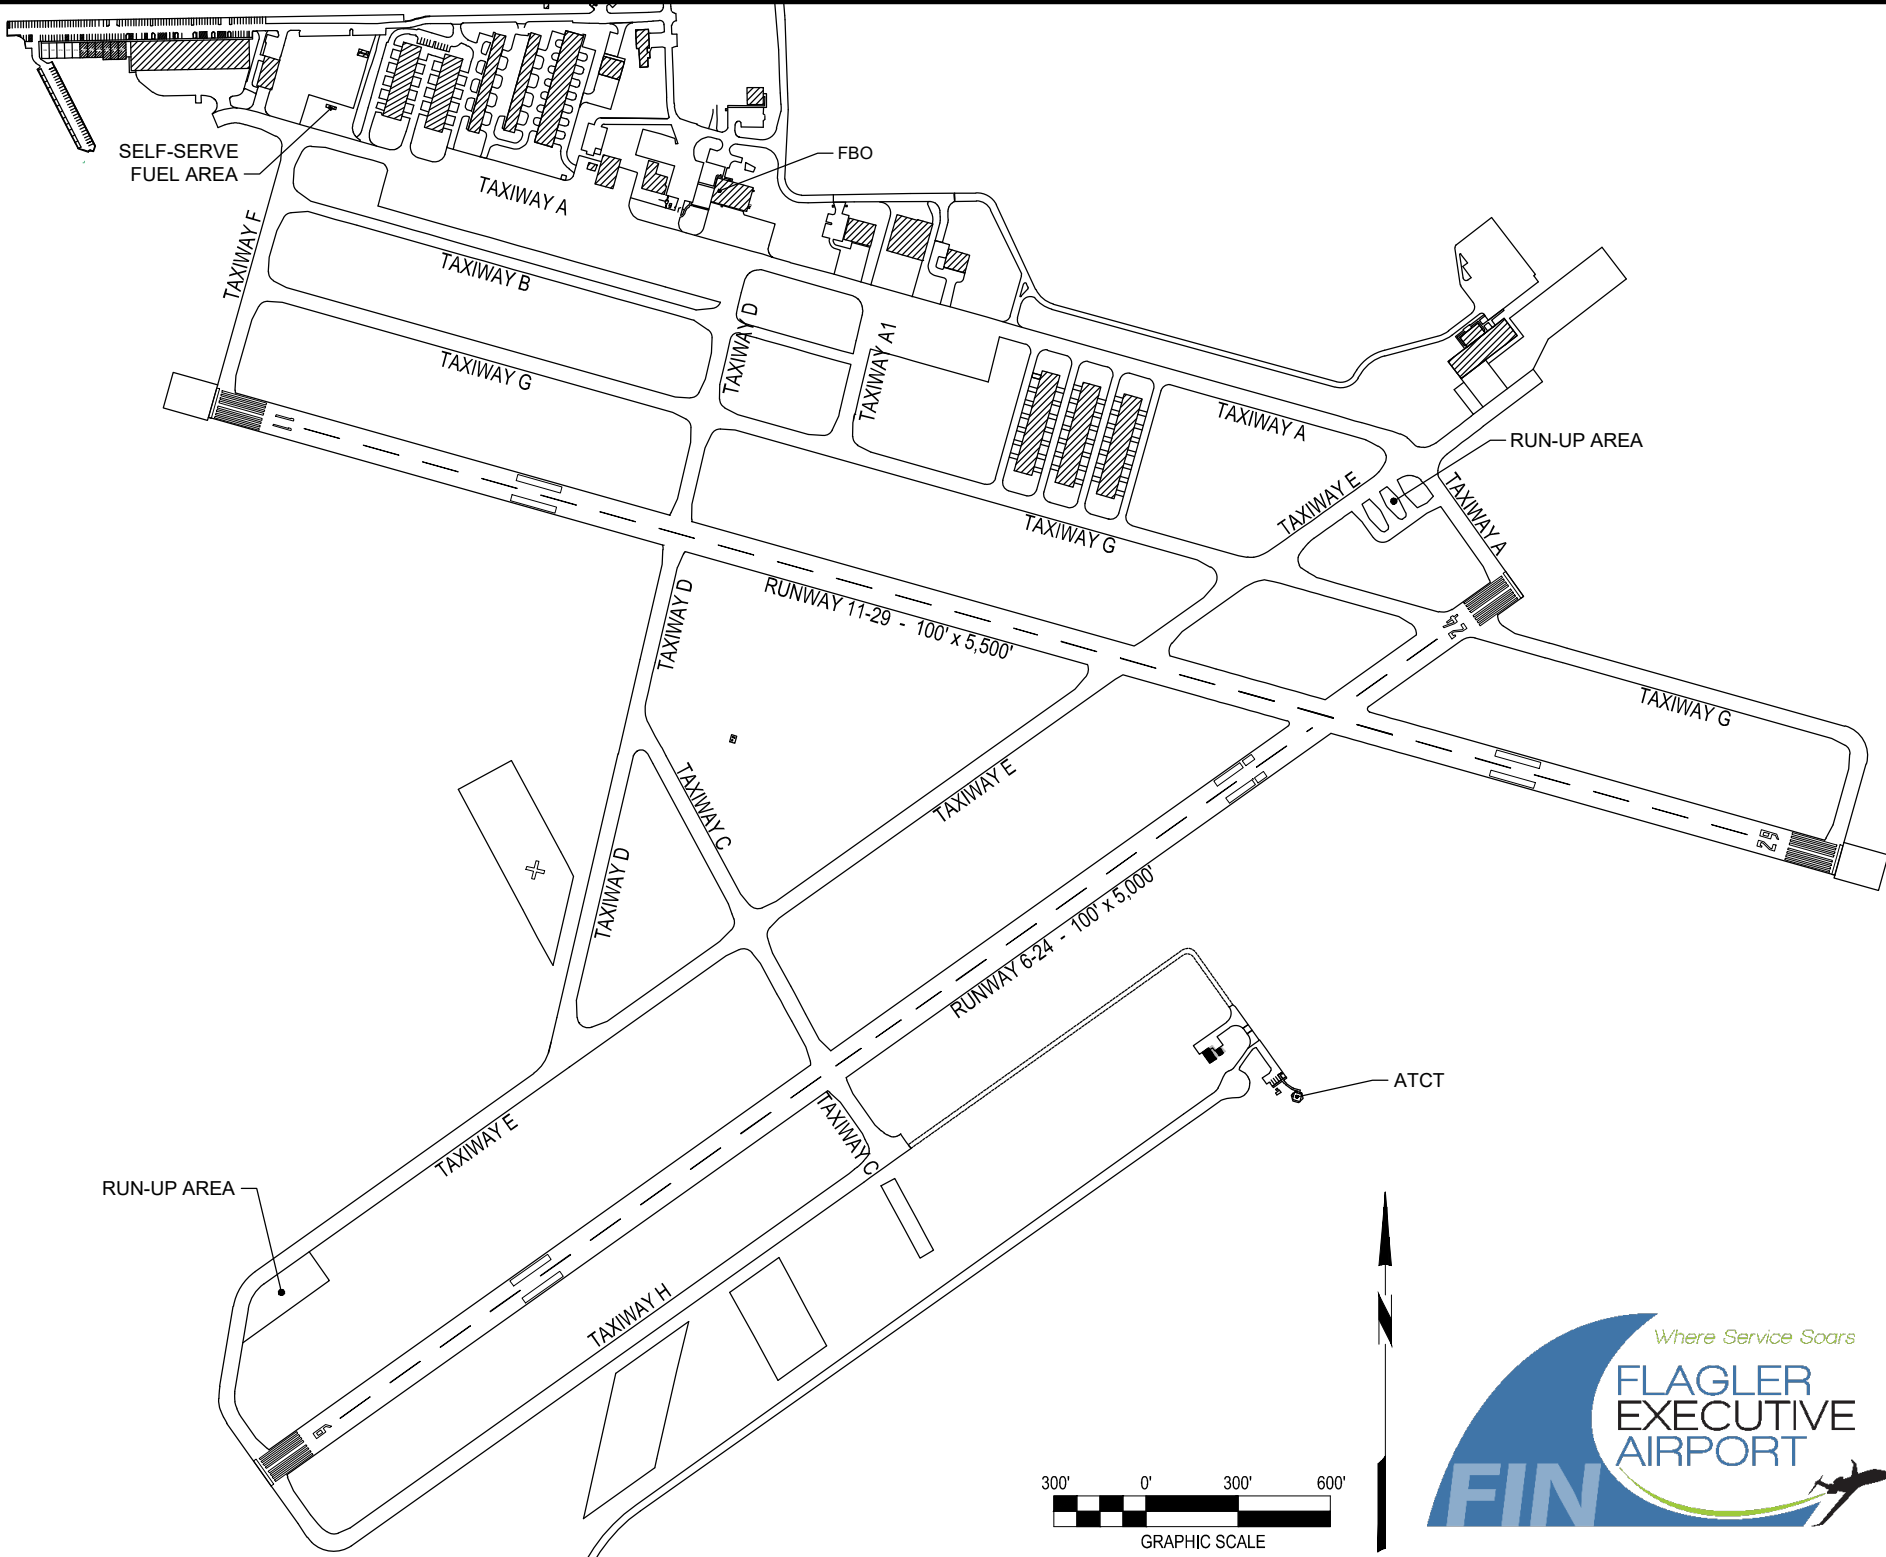 SELF-SERVE
FUEL AREA
FBO
TAXIWAY A
TAXIWAY F
TAXIWAY B
TAXIWAY D
TAXIWAY A1
TAXIWAY G
TAXIWAY A
RUN-UP AREA
TAXIWAY E
TAXIWAY A
TAXIWAY G
11
24
RUNWAY 11-29 - 100' x 5,500'
TAXIWAY D
TAXIWAY G
TAXIWAY C
TAXIWAY E
29
TAXIWAY D
RUNWAY 6-24 - 100' x 5,000'
ATCT
TAXIWAY C
TAXIWAY E
RUN-UP AREA
TAXIWAY H
6
300' 0' 300' 600'
GRAPHIC SCALE
N
Where Service Soars
FLAGLER
EXECUTIVE
AIRPORT
FIN